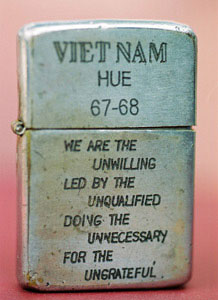 VIET NAM
HUE
67-68
WE ARE THE
UNWILLING
LED BY THE
UNQUALIFIED
DOING THE
UNNECESSARY
FOR THE
UNGRATEFUL